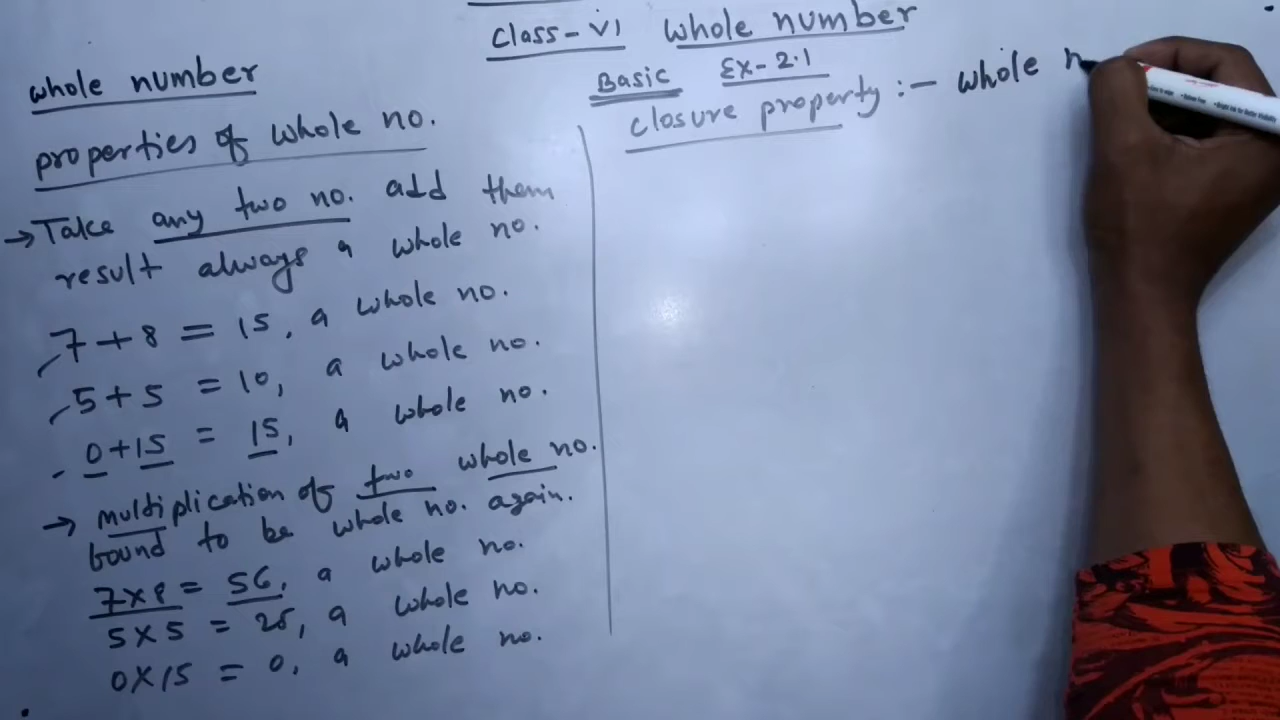 Class - VI whole number
Basic Ex - 2.1
whole number
properties of whole no.
→ Take any two no. add them
result always a whole no.
7 + 8 = 15, a whole no.
5 + 5 = 10, a whole no.
- 0 + 15 = 15, a whole no.
→ multiplication of two whole no.
bound to be whole no. again.
7 x 8 = 56, a whole no.
5 x 5 = 25, a whole no.
0 x 15 = 0, a whole no.
closure property :- whole n